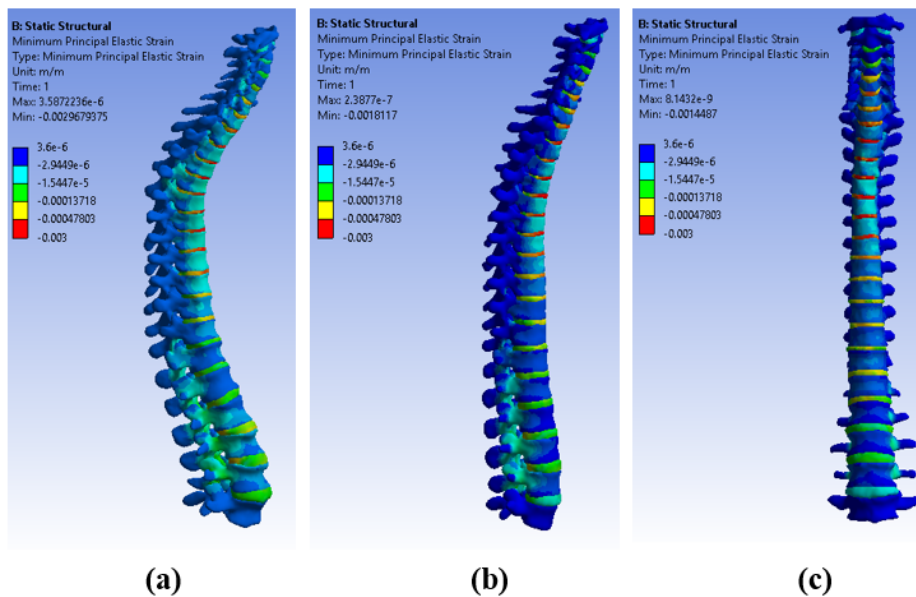 B: Static Structural
Minimum Principal Elastic Strain
Type: Minimum Principal Elastic Strain
Unit: m/m
Time: 1
Max: 3.5872236e-6
Min: -0.0029679375
3.6e-6
-2.9449e-6
-1.5447e-5
-0.00013718
-0.00047803
-0.003
(a)
B: Static Structural
Minimum Principal Elastic Strain
Type: Minimum Principal Elastic Strain
Unit: m/m
Time: 1
Max: 2.3877e-7
Min: -0.0018117
3.6e-6
-2.9449e-6
-1.5447e-5
-0.00013718
-0.00047803
-0.003
(b)
B: Static Structural
Minimum Principal Elastic Strain
Type: Minimum Principal Elastic Strain
Unit: m/m
Time: 1
Max: 8.1432e-9
Min: -0.0014487
3.6e-6
-2.9449e-6
-1.5447e-5
-0.00013718
-0.00047803
-0.003
(c)